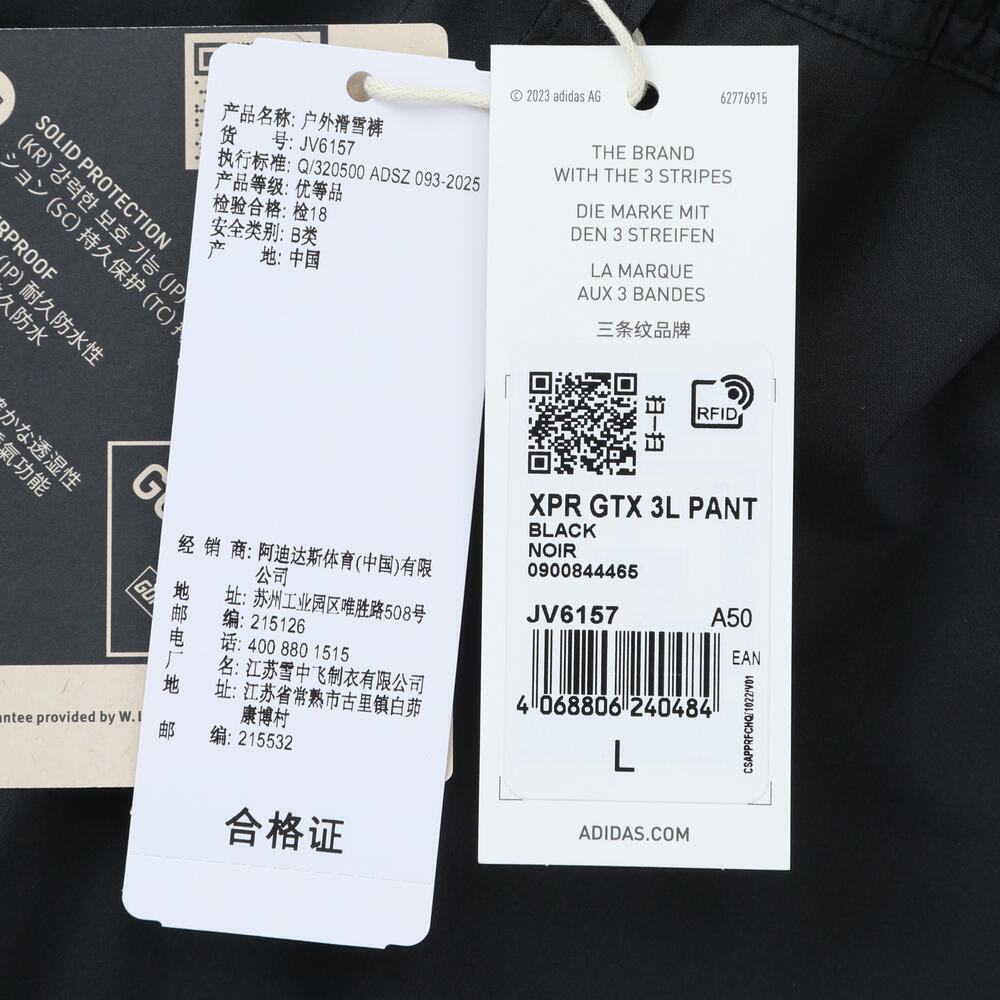 SOLID PROTECTION
(KR) 강력한 보호 기능 (JP)
ション (SC) 持久保护 (TC) 持
RPROOF
(JP) 耐久防水性
久防水
かな透湿性
氣功能
antee provided by W. L
产品名称: 户外滑雪裤
货 号: JV6157
执行标准: Q/320500 ADSZ 093-2025
产品等级: 优等品
检验合格: 检18
安全类别: B类
产 地: 中国
经 销 商: 阿迪达斯体育(中国)有限
公司
地 址: 苏州工业园区唯胜路508号
邮 编: 215126
电 话: 400 880 1515
厂 名: 江苏雪中飞制衣有限公司
地 址: 江苏省常熟市古里镇白茆
康博村
邮 编: 215532
合格证
© 2023 adidas AG
62776915
THE BRAND
WITH THE 3 STRIPES
DIE MARKE MIT
DEN 3 STREIFEN
LA MARQUE
AUX 3 BANDES
三条纹品牌
扫一扫
RFID
XPR GTX 3L PANT
BLACK
NOIR
0900844465
JV6157 A50
EAN
4 068806 240484
CSAPPRFCHQ/1022/V01
L
ADIDAS.COM